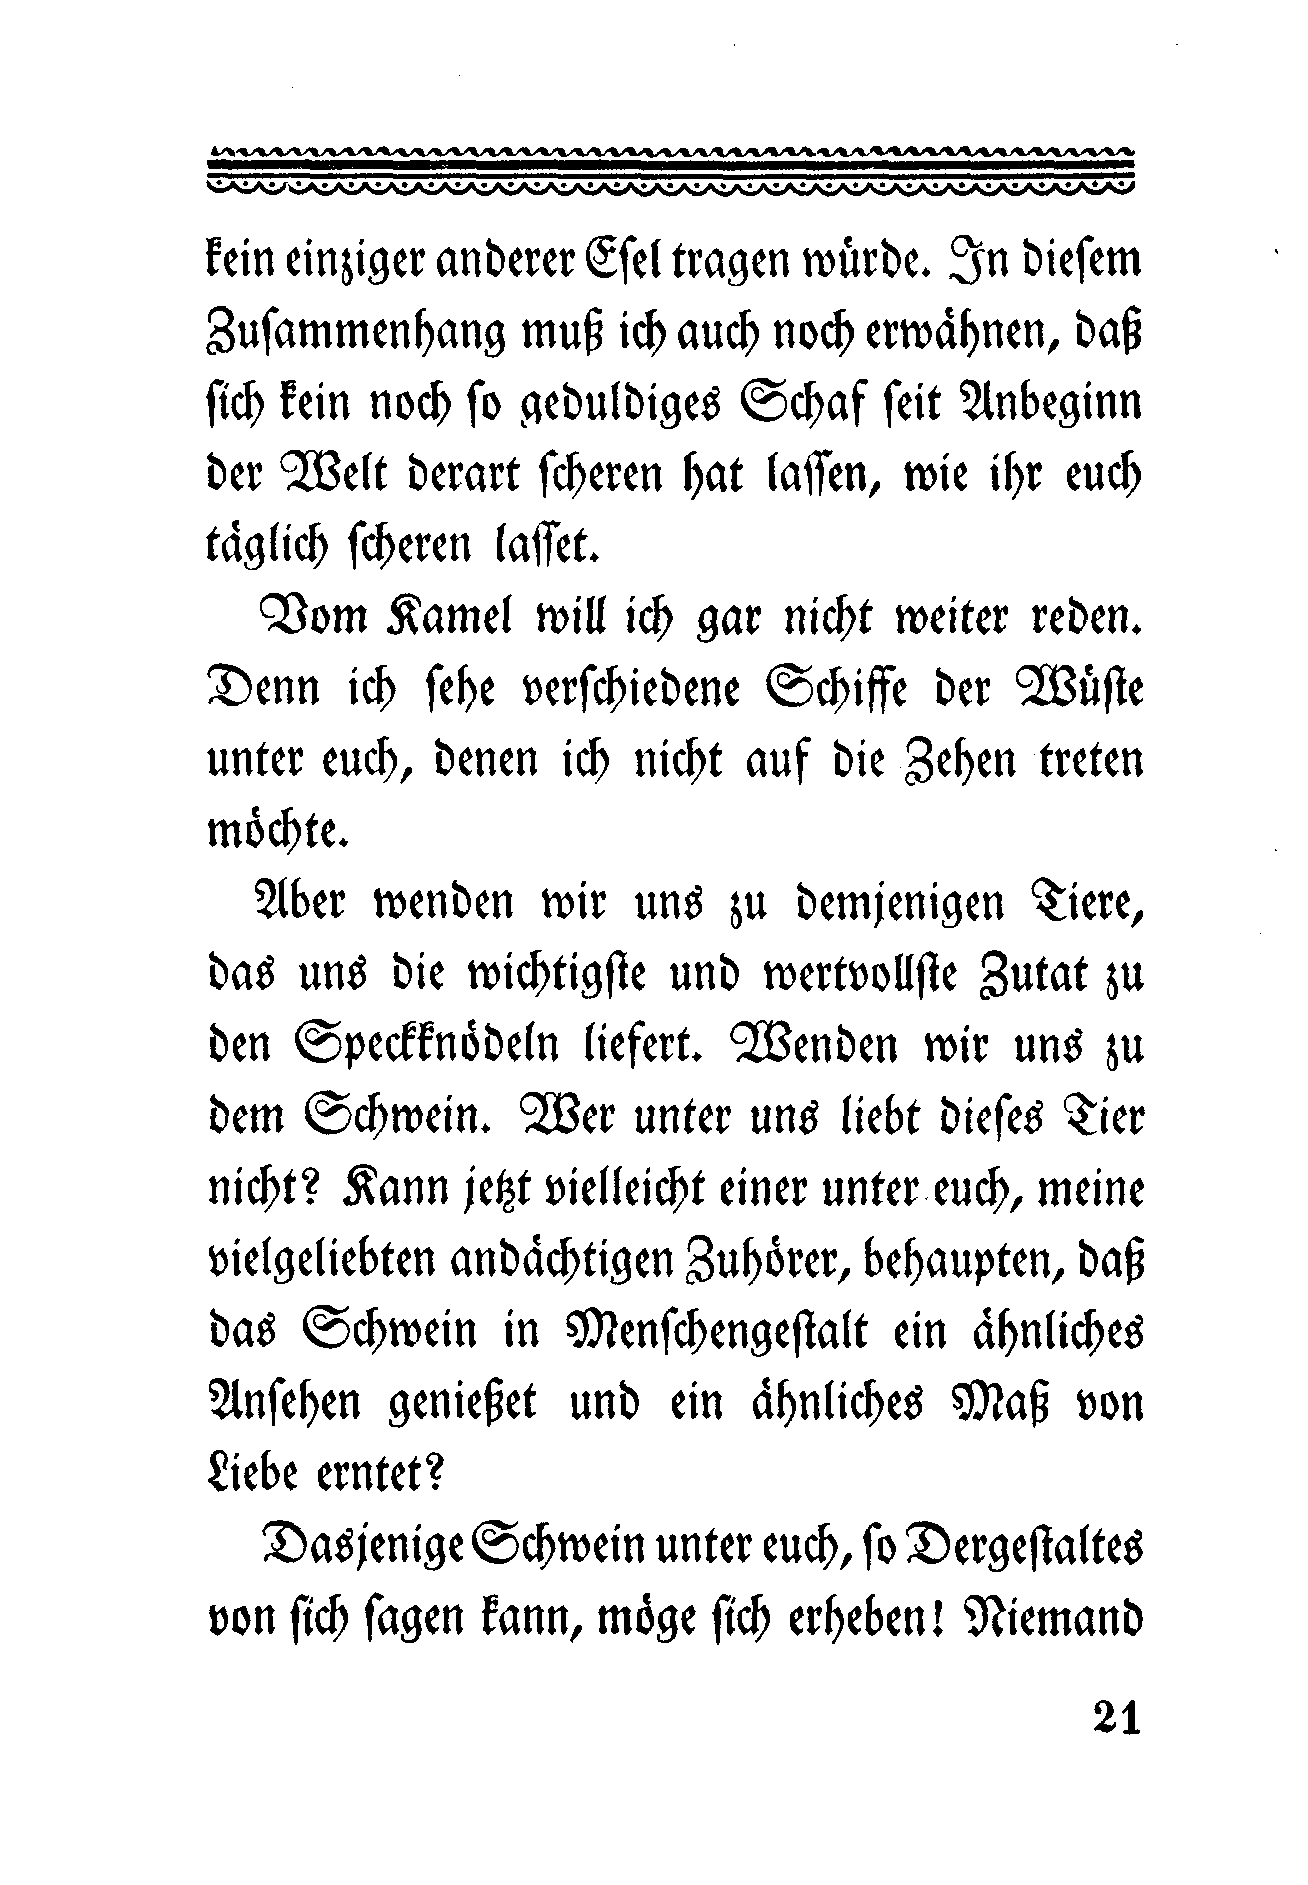 kein einziger anderer Eſel tragen würde. In dieſem
Zuſammenhang muß ich auch noch erwähnen, daß
ſich kein noch ſo geduldiges Schaf ſeit Anbeginn
der Welt derart ſcheren hat laſſen, wie ihr euch
täglich ſcheren laſſet.
Vom Kamel will ich gar nicht weiter reden.
Denn ich ſehe verſchiedene Schiffe der Wüſte
unter euch, denen ich nicht auf die Zehen treten
möchte.
Aber wenden wir uns zu demjenigen Tiere,
das uns die wichtigſte und wertvollſte Zutat zu
den Speckknödeln liefert. Wenden wir uns zu
dem Schwein. Wer unter uns liebt dieſes Tier
nicht? Kann jetzt vielleicht einer unter euch, meine
vielgeliebten andächtigen Zuhörer, behaupten, daß
das Schwein in Menſchengeſtalt ein ähnliches
Anſehen genießet und ein ähnliches Maß von
Liebe erntet?
Dasjenige Schwein unter euch, ſo Dergeſtaltes
von ſich ſagen kann, möge ſich erheben! Niemand
21